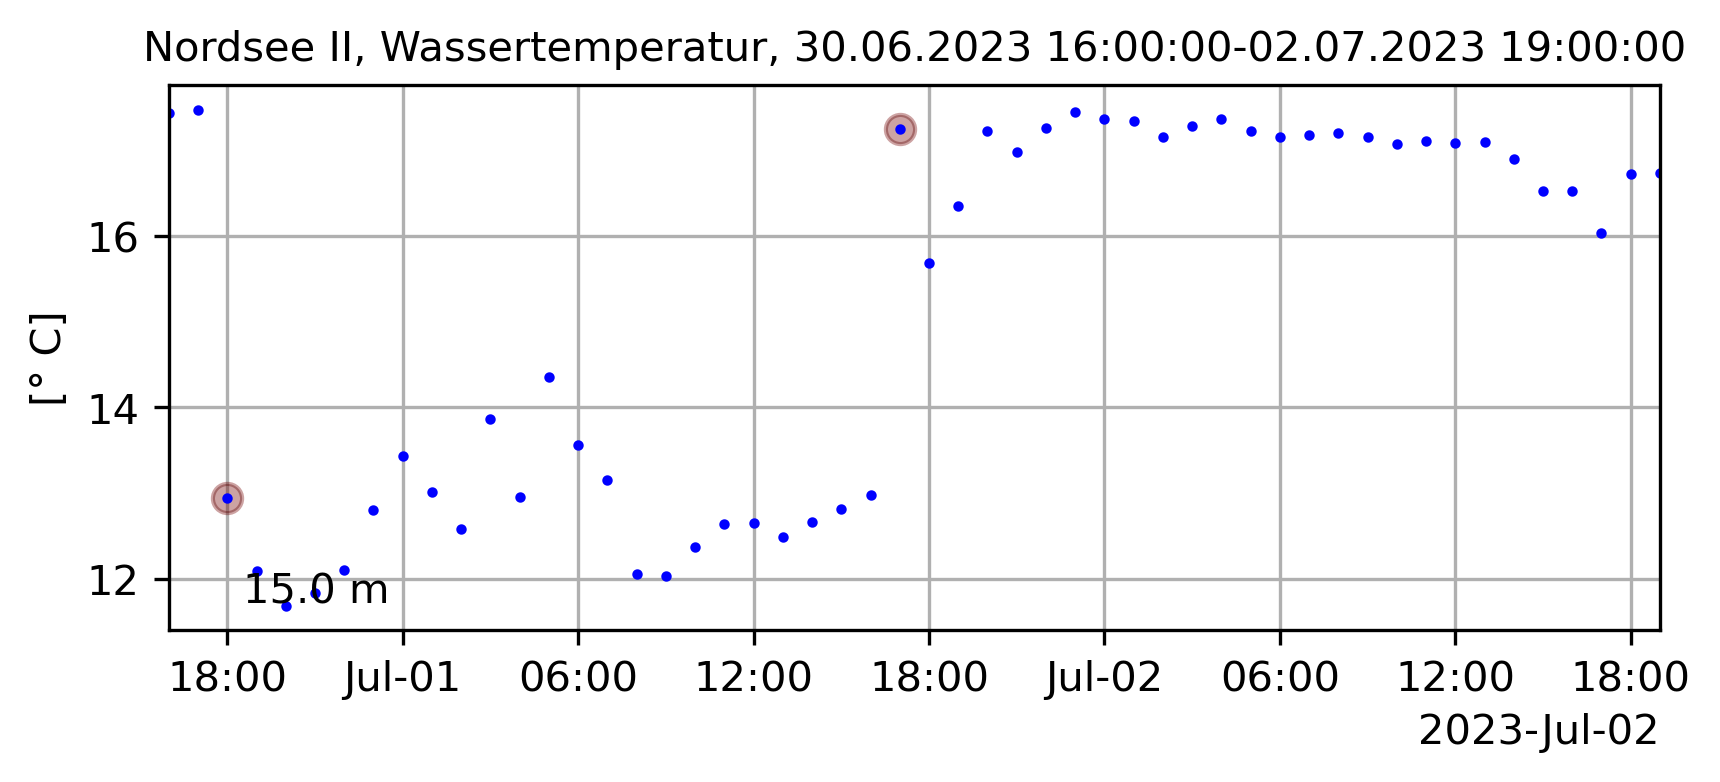 Nordsee II, Wassertemperatur, 30.06.2023 16:00:00-02.07.2023 19:00:00
[° C]
16
14
12
15.0 m
18:00 Jul-01 06:00 12:00 18:00 Jul-02 06:00 12:00 18:00
2023-Jul-02